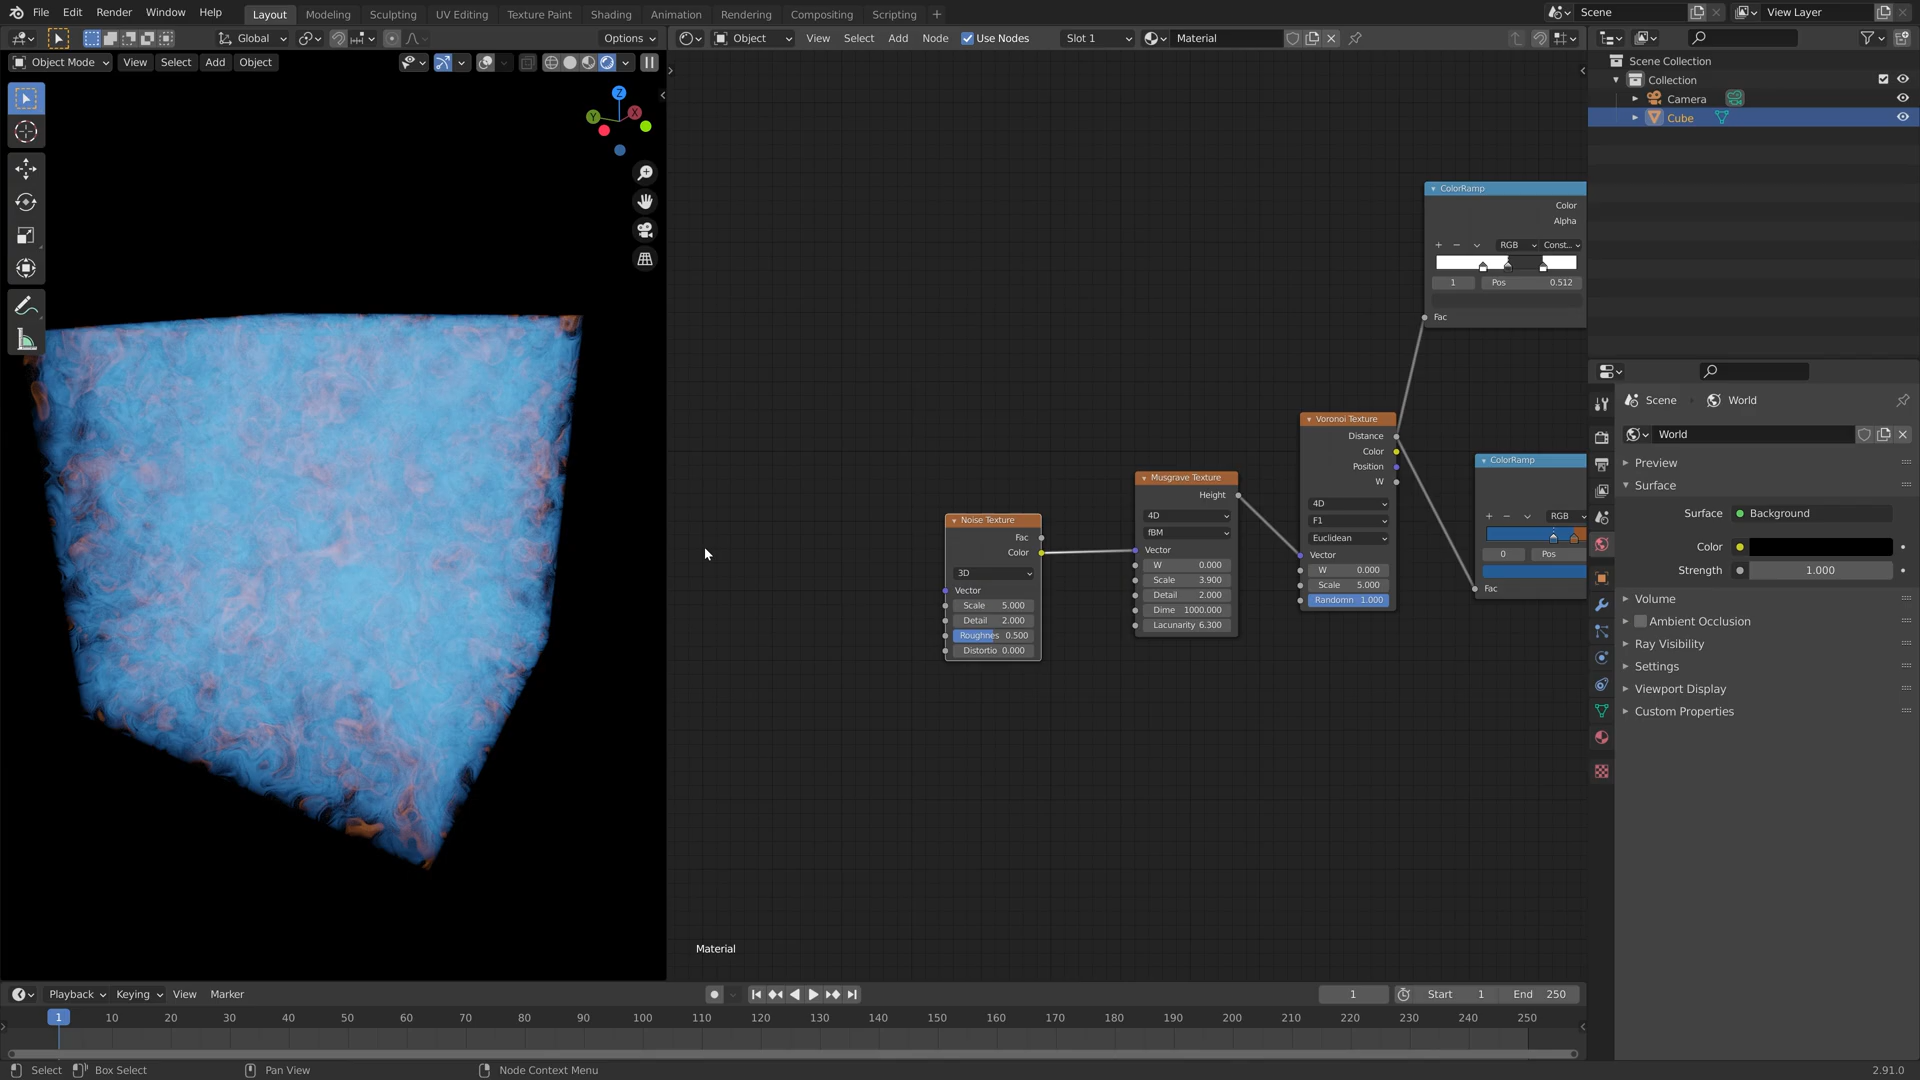 File Edit Render Window Help Layout Modeling Sculpting UV Editing Texture Paint Shading Animation Rendering Compositing Scripting + Scene View Layer
Global Options Object View Select Add Node Use Nodes Slot 1 Material
Object Mode View Select Add Object
Z
Y
X
Scene Collection
Collection
Camera
Cube
ColorRamp
Color
Alpha
+ − RGB Const...
1 Pos 0.512
Fac
Voronoi Texture
Distance
Color
Position
W
4D
F1
Euclidean
Vector
W 0.000
Scale 5.000
Randomn 1.000
ColorRamp
+ − RGB
0 Pos
Fac
Musgrave Texture
Height
4D
fBM
Vector
W 0.000
Scale 3.900
Detail 2.000
Dime 1000.000
Lacunarity 6.300
Noise Texture
Fac
Color
3D
Vector
Scale 5.000
Detail 2.000
Roughnes 0.500
Distortio 0.000
Material
Scene World
World
Preview
Surface
Surface Background
Color
Strength 1.000
Volume
Ambient Occlusion
Ray Visibility
Settings
Viewport Display
Custom Properties
Playback Keying View Marker 1 Start 1 End 250
1 10 20 30 40 50 60 70 80 90 100 110 120 130 140 150 160 170 180 190 200 210 220 230 240 250
Select Box Select Pan View Node Context Menu 2.91.0